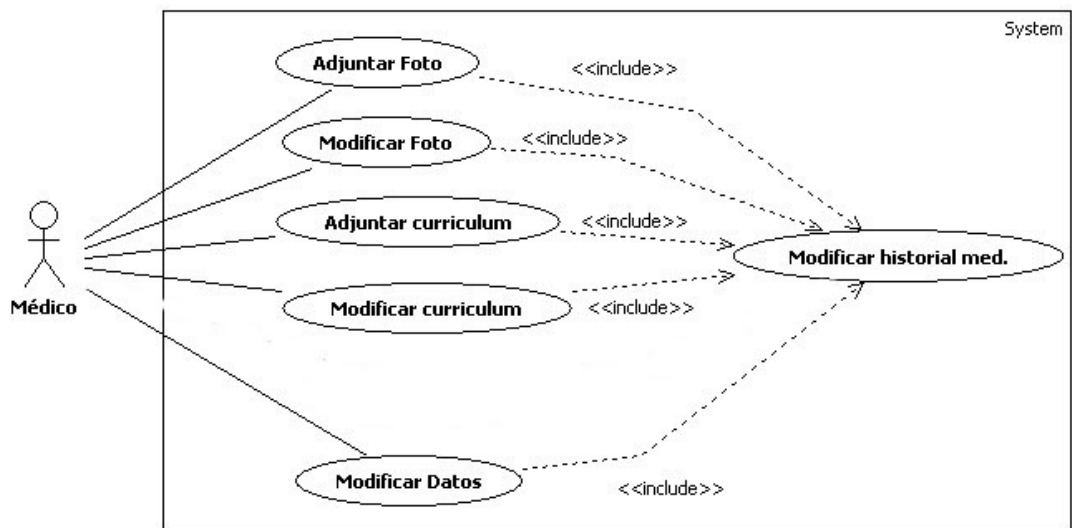 System
Adjuntar Foto
<<include>>
Modificar Foto
<<include>>
Adjuntar curriculum
<<include>>
Modificar historial med.
Médico
Modificar curriculum
<<include>>
Modificar Datos
<<include>>